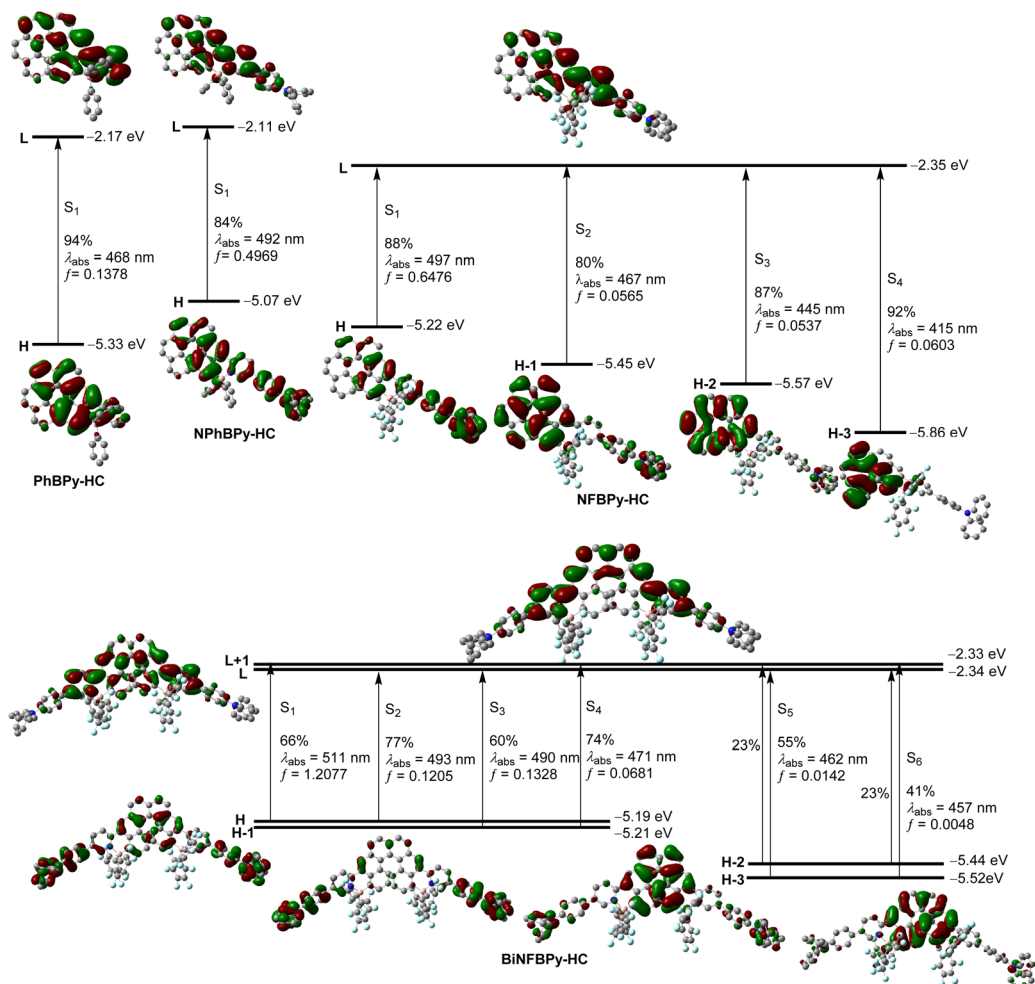 L
−2.17 eV
S1
94%
λabs = 468 nm
f= 0.1378
H
−5.33 eV
PhBPy-HC
L
−2.11 eV
S1
84%
λabs = 492 nm
f= 0.4969
H
−5.07 eV
NPhBPy-HC
L
−2.35 eV
S1
88%
λabs = 497 nm
f = 0.6476
H
−5.22 eV
S2
80%
λabs = 467 nm
f = 0.0565
H-1
−5.45 eV
NFBPy-HC
S3
87%
λabs = 445 nm
f = 0.0537
H-2
−5.57 eV
S4
92%
λabs = 415 nm
f = 0.0603
H-3
−5.86 eV
L+1
−2.33 eV
L
−2.34 eV
S1
66%
λabs = 511 nm
f = 1.2077
S2
77%
λabs = 493 nm
f = 0.1205
S3
60%
λabs = 490 nm
f = 0.1328
S4
74%
λabs = 471 nm
f = 0.0681
23%
S5
55%
λabs = 462 nm
f = 0.0142
23%
S6
41%
λabs = 457 nm
f = 0.0048
H
−5.19 eV
H-1
−5.21 eV
H-2
−5.44 eV
H-3
−5.52eV
BiNFBPy-HC